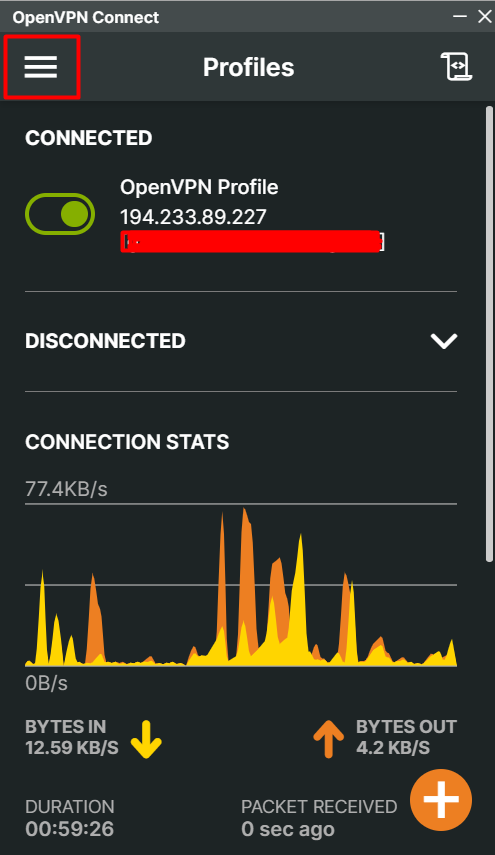 OpenVPN Connect
Profiles
CONNECTED
OpenVPN Profile
194.233.89.227
DISCONNECTED
CONNECTION STATS
77.4KB/s
0B/s
BYTES IN
12.59 KB/S
BYTES OUT
4.2 KB/S
DURATION
00:59:26
PACKET RECEIVED
0 sec ago